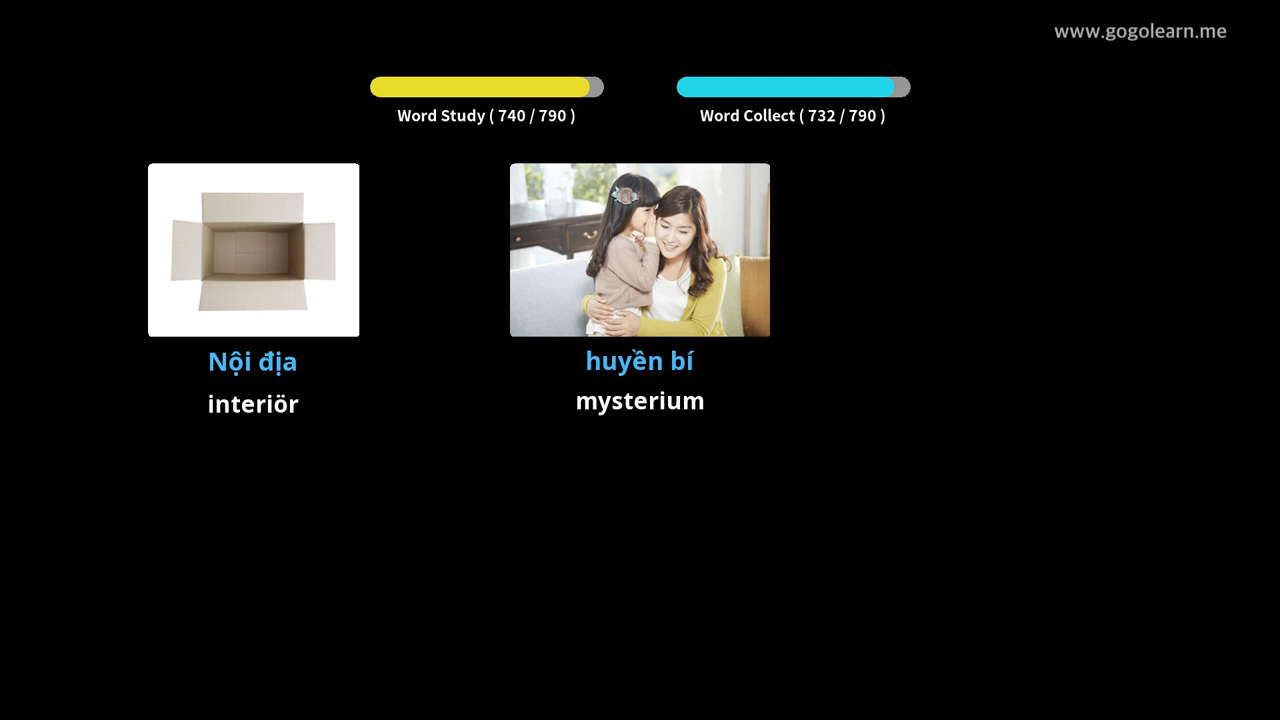 www.gogolearn.me
Word Study ( 740 / 790 )
Word Collect ( 732 / 790 )
Nội địa
interiör
huyền bí
mysterium